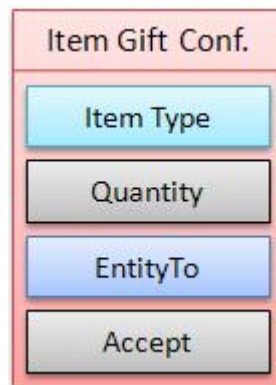 Item Gift Conf.
Item Type
Quantity
EntityTo
Accept